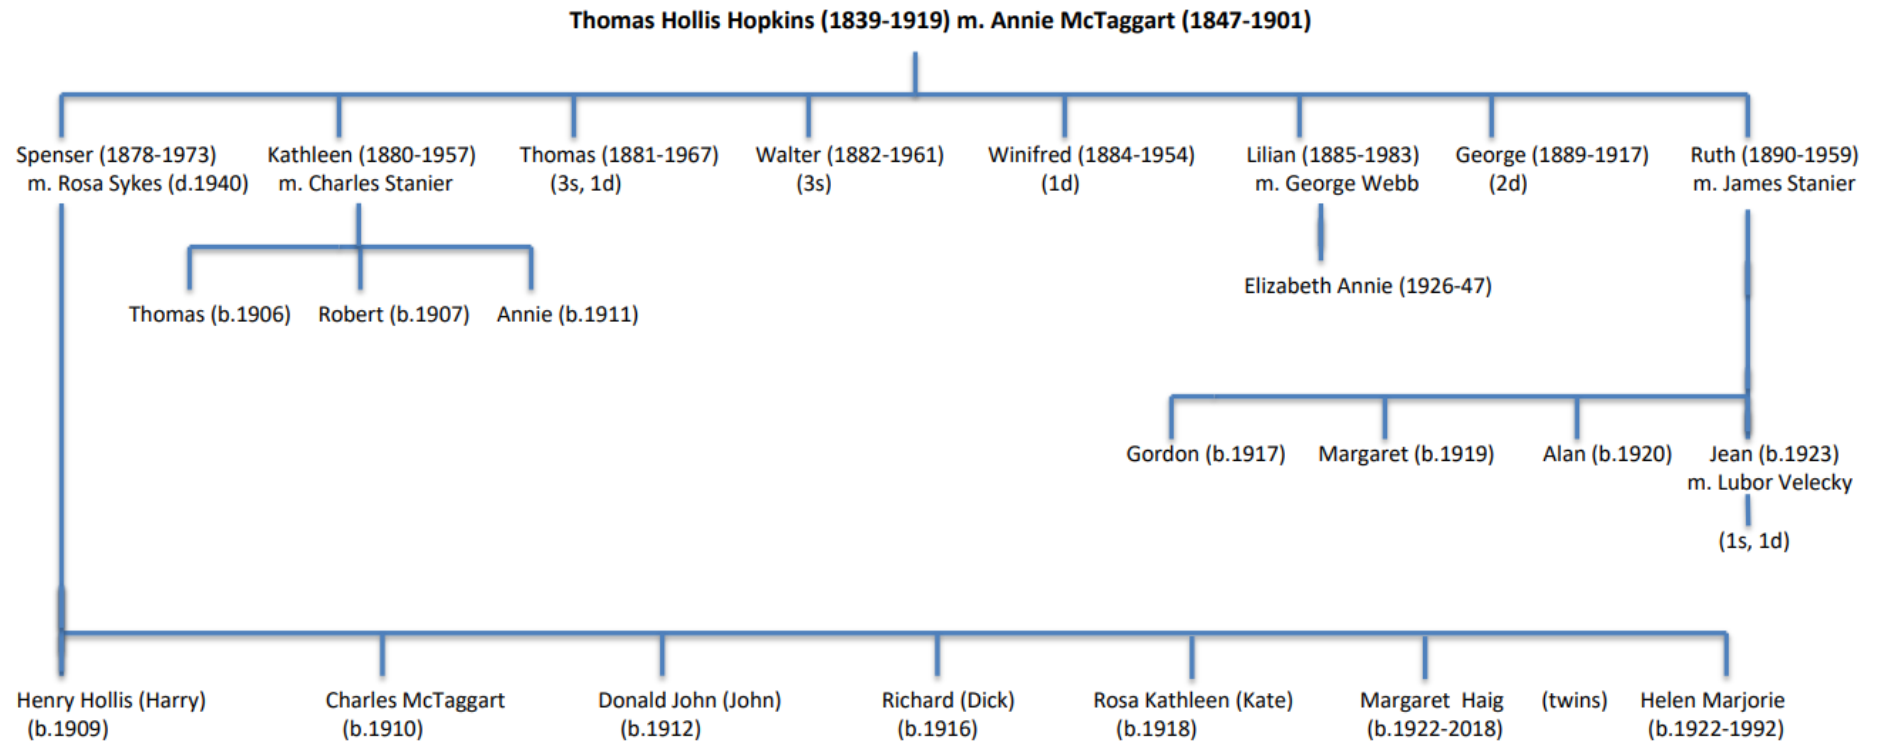 Thomas Hollis Hopkins (1839-1919) m. Annie McTaggart (1847-1901)
Spenser (1878-1973)
m. Rosa Sykes (d.1940)
Kathleen (1880-1957)
m. Charles Stanier
Thomas (1881-1967)
(3s, 1d)
Walter (1882-1961)
(3s)
Winifred (1884-1954)
(1d)
Lilian (1885-1983)
m. George Webb
George (1889-1917)
(2d)
Ruth (1890-1959)
m. James Stanier
Elizabeth Annie (1926-47)
Thomas (b.1906)
Robert (b.1907)
Annie (b.1911)
Gordon (b.1917)
Margaret (b.1919)
Alan (b.1920)
Jean (b.1923)
m. Lubor Velecky
(1s, 1d)
Henry Hollis (Harry)
(b.1909)
Charles McTaggart
(b.1910)
Donald John (John)
(b.1912)
Richard (Dick)
(b.1916)
Rosa Kathleen (Kate)
(b.1918)
Margaret Haig
(b.1922-2018)
(twins)
Helen Marjorie
(b.1922-1992)